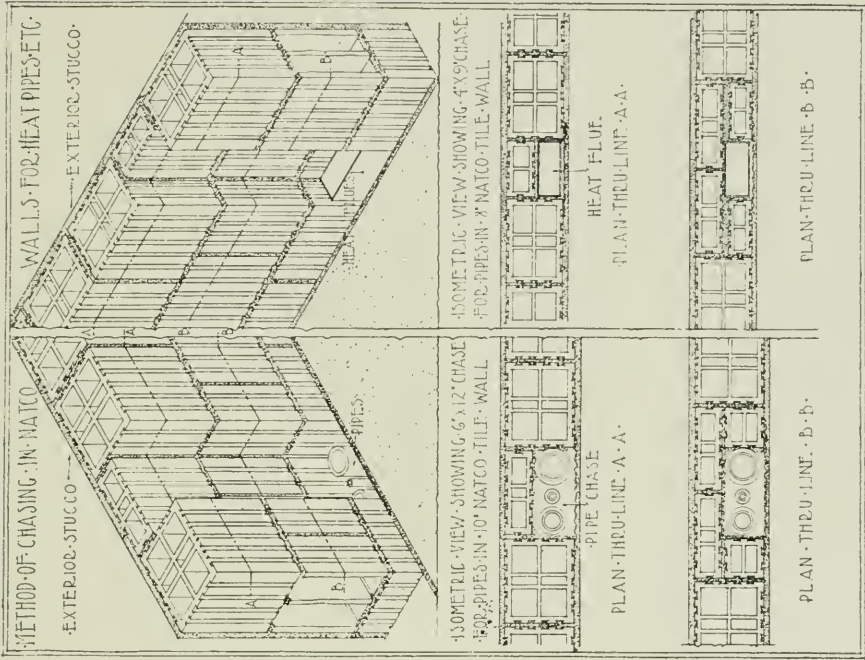 ·METHOD·OF·CHASING·IN·NATCO·WALLS·FOR·HEAT·PIPES·ETC·
·EXTERIOR·STUCCO·
·EXTERIOR·STUCCO·
A
A
A
A
B
B
B
B
·PIPES·
HEAT·FLUES
·ISOMETRIC·VIEW·SHOWING·6"x12"CHASE·
·FOR·PIPES·IN·10"·NATCO·TILE·WALL
·ISOMETRIC·VIEW·SHOWING·4"X9"CHASE·
·FOR·PIPES·IN·8"·NATCO·TILE·WALL
·PIPE CHASE
·PLAN·THRU·LINE·A·A·
HEAT FLUE
·PLAN·THRU·LINE·A·A·
PLAN·THRU·LINE·B·B·
PLAN·THRU·LINE·B·B·